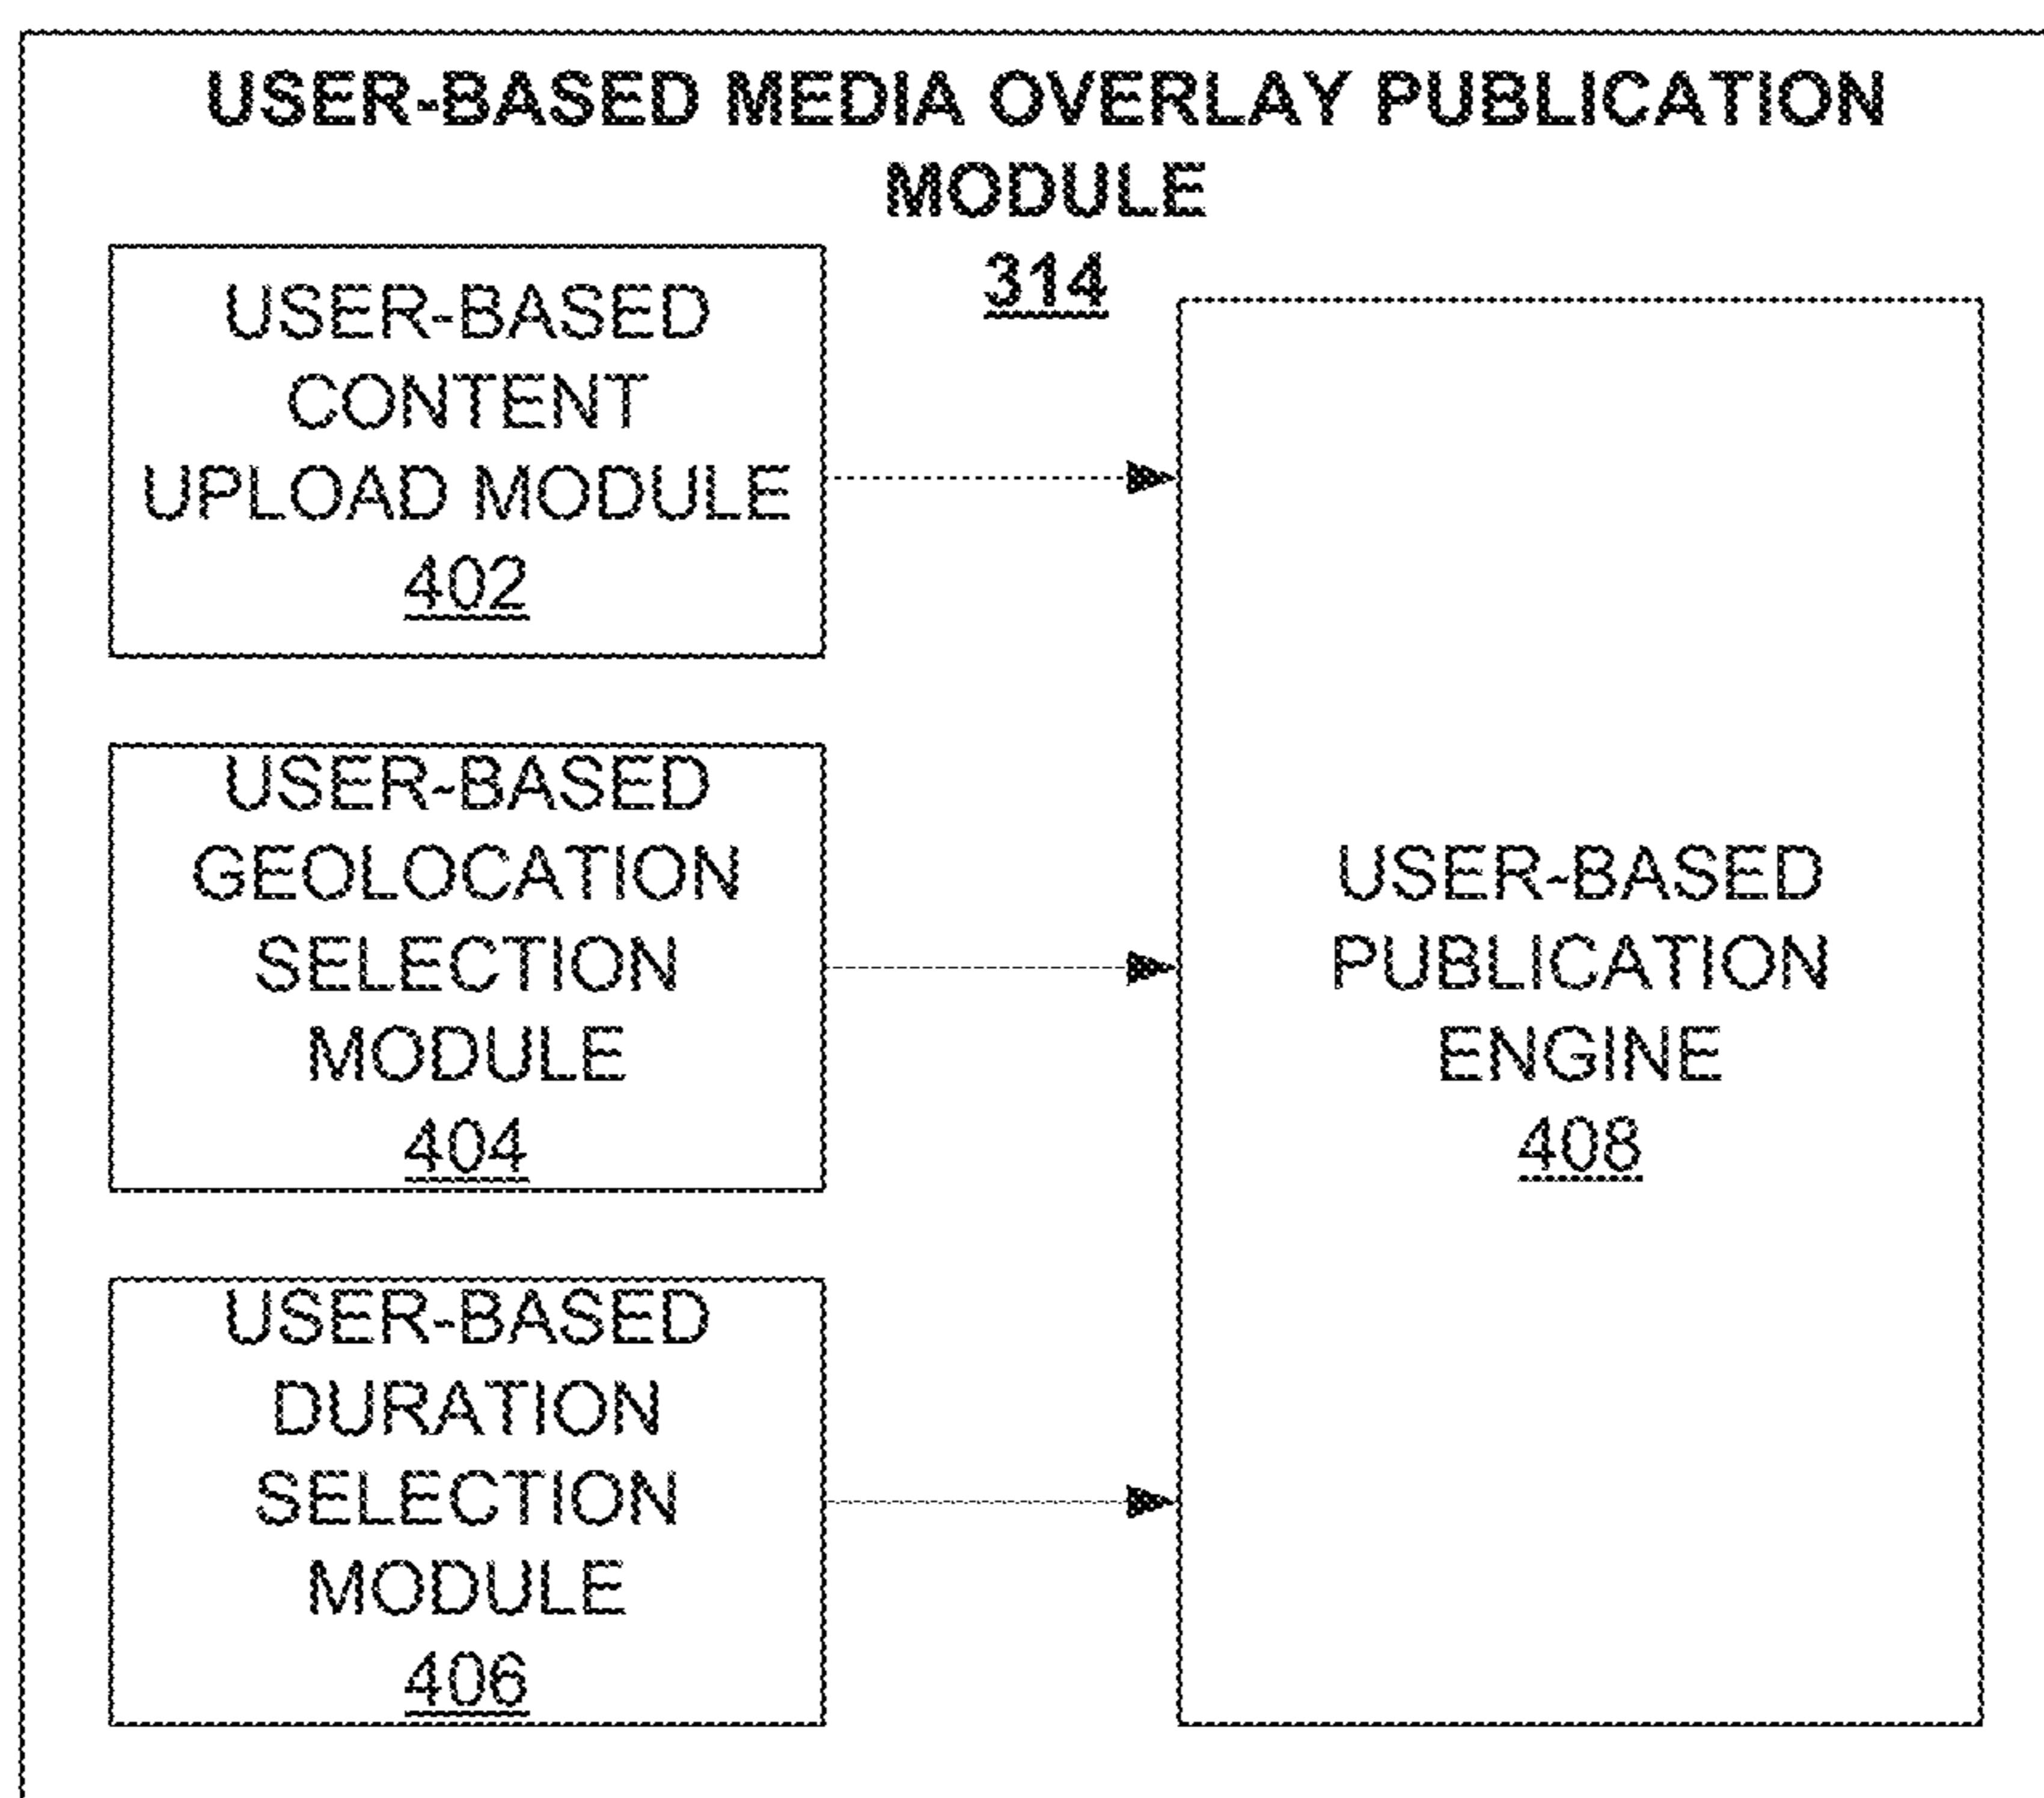 USER-BASED MEDIA OVERLAY PUBLICATION
MODULE
314
USER-BASED
CONTENT
UPLOAD MODULE
402
USER-BASED
GEOLOCATION
SELECTION
MODULE
404
USER-BASED
DURATION
SELECTION
MODULE
406
USER-BASED
PUBLICATION
ENGINE
408